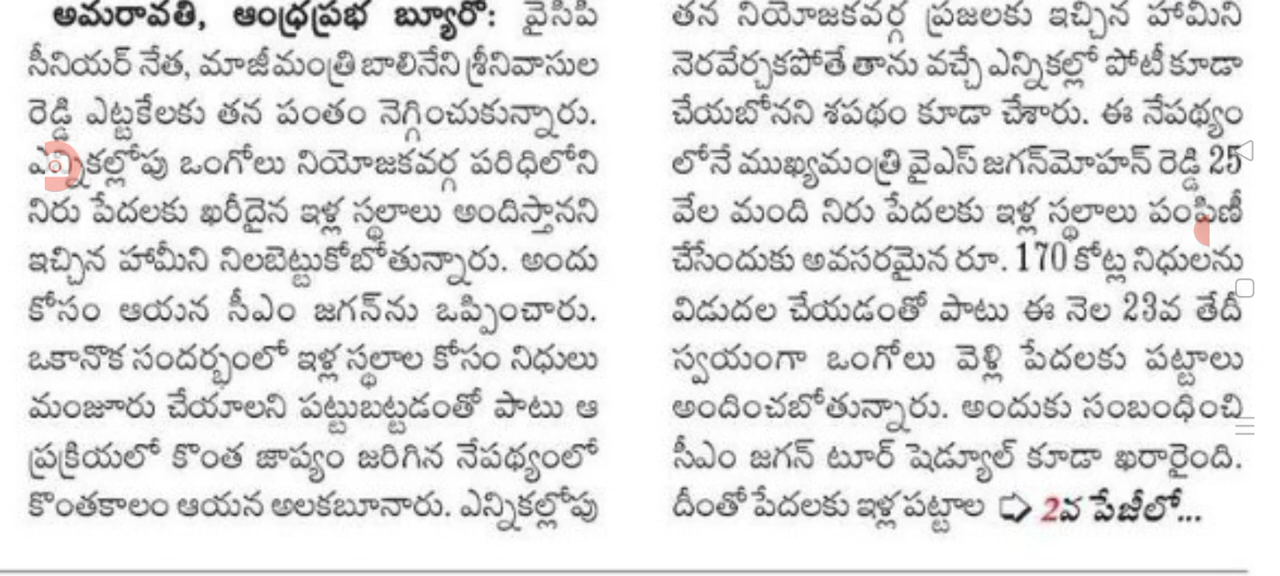 అమరావతి, ఆంధ్రప్రభ బ్యూరో: వైసీపీ
సీనియర్ నేత, మాజీమంత్రి బాలినేని శ్రీనివాసుల
రెడ్డి ఎట్టకేలకు తన పంతం నెగ్గించుకున్నారు.
ఎన్నికల్లోపు ఒంగోలు నియోజకవర్గ పరిధిలోని
నిరు పేదలకు ఖరీదైన ఇళ్ల స్థలాలు అందిస్తానని
ఇచ్చిన హామీని నిలబెట్టుకోబోతున్నారు. అందు
కోసం ఆయన సీఎం జగన్‌ను ఒప్పించారు.
ఒకానొక సందర్భంలో ఇళ్ల స్థలాల కోసం నిధులు
మంజూరు చేయాలని పట్టుబట్టడంతో పాటు ఆ
ప్రక్రియలో కొంత జాప్యం జరిగిన నేపథ్యంలో
కొంతకాలం ఆయన అలకబూనారు. ఎన్నికల్లోపు
తన నియోజకవర్గ ప్రజలకు ఇచ్చిన హామీని
నెరవేర్చకపోతే తాను వచ్చే ఎన్నికల్లో పోటీ కూడా
చేయబోనని శపథం కూడా చేశారు. ఈ నేపథ్యం
లోనే ముఖ్యమంత్రి వైఎస్ జగన్‌మోహన్ రెడ్డి 25
వేల మంది నిరు పేదలకు ఇళ్ల స్థలాలు పంపిణీ
చేసేందుకు అవసరమైన రూ. 170 కోట్ల నిధులను
విడుదల చేయడంతో పాటు ఈ నెల 23వ తేదీ
స్వయంగా ఒంగోలు వెళ్లి పేదలకు పట్టాలు
అందించబోతున్నారు. అందుకు సంబంధించి
సీఎం జగన్ టూర్ షెడ్యూల్ కూడా ఖరారైంది.
దీంతో పేదలకు ఇళ్ల పట్టాల ⇨ 2వ పేజీలో...